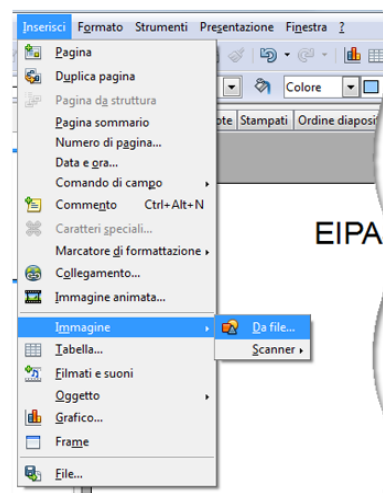 Inserisci Formato Strumenti Presentazione Finestra ?
Pagina
Duplica pagina
Pagina da struttura
Colore
Pagina sommario
Stampati Ordine
Numero di pagina...
Data e ora...
Comando di campo
Commento Ctrl+Alt+N
Caratteri speciali...
EIPA
Marcatore di formattazione
Collegamento...
Immagine animata...
Immagine
Da file...
Tabella...
Scanner
Filmati e suoni
Oggetto
Grafico...
Frame
File...